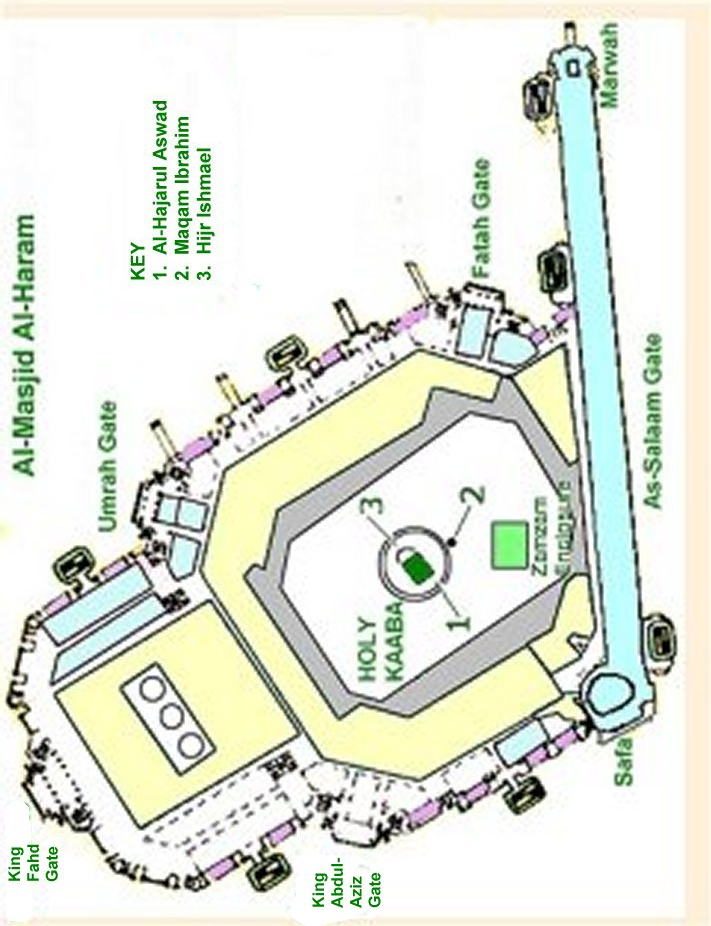 Al-Masjid Al-Haram
KEY
1. Al-Hajarul Aswad
2. Maqam Ibrahim
3. Hijr Ishmael
Marwah
Fatah Gate
Umrah Gate
As-Salaam Gate
3
2
Zamzam
Enclosure
HOLY
KAABA
1
Safa
King
Fahd
Gate
King
Abdul-
Aziz
Gate